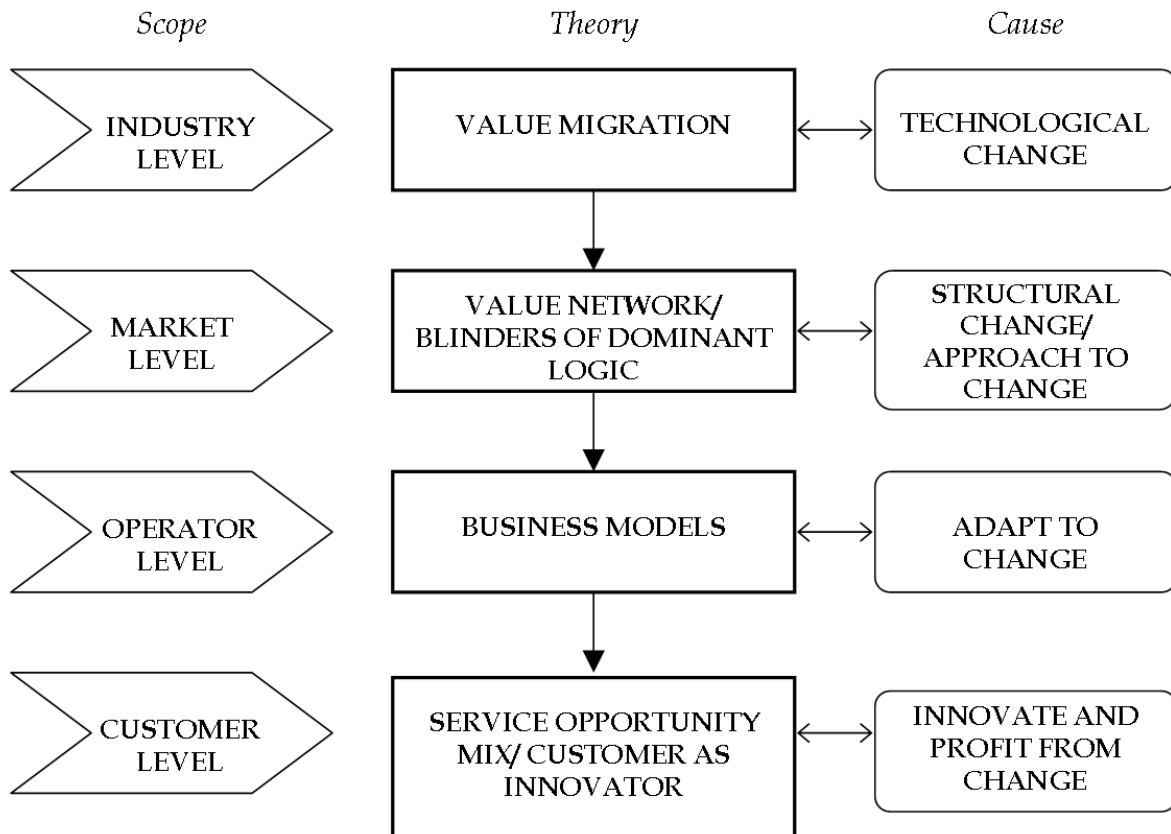 Scope
Theory
Cause
INDUSTRY
LEVEL
VALUE MIGRATION
TECHNOLOGICAL
CHANGE
MARKET
LEVEL
VALUE NETWORK/
BLINDERS OF DOMINANT
LOGIC
STRUCTURAL
CHANGE/
APPROACH TO
CHANGE
OPERATOR
LEVEL
BUSINESS MODELS
ADAPT TO
CHANGE
CUSTOMER
LEVEL
SERVICE OPPORTUNITY
MIX/ CUSTOMER AS
INNOVATOR
INNOVATE AND
PROFIT FROM
CHANGE